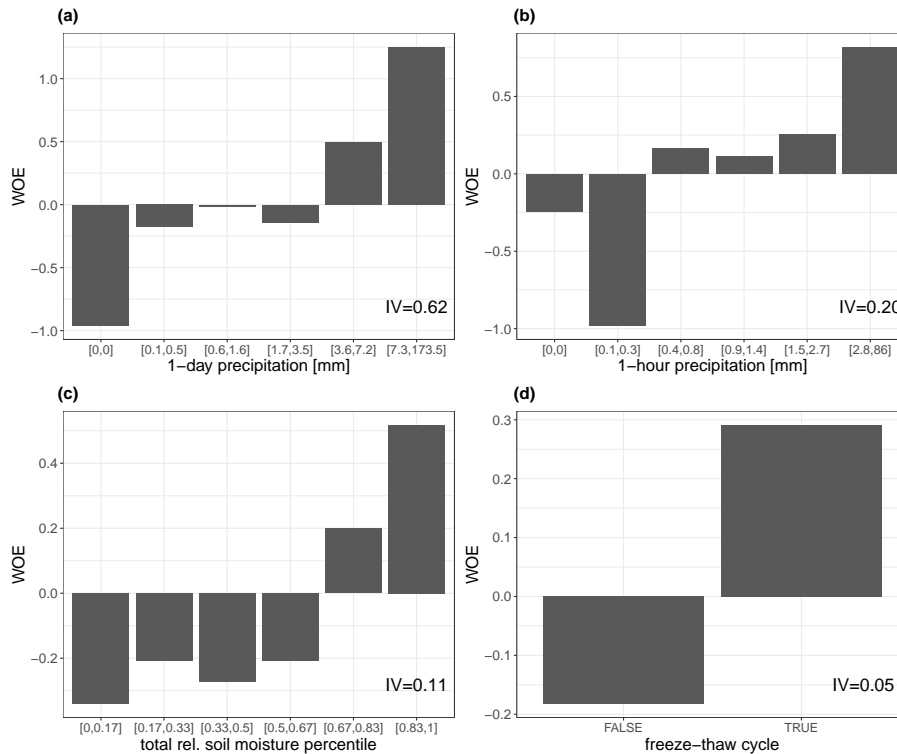 (a)
WOE
1.0
0.5
0.0
−0.5
−1.0
IV=0.62
[0,0] [0.1,0.5] [0.6,1.6] [1.7,3.5] [3.6,7.2] [7.3,173.5]
1−day precipitation [mm]
(b)
WOE
0.5
0.0
−0.5
−1.0
IV=0.20
[0,0] [0.1,0.3] [0.4,0.8] [0.9,1.4] [1.5,2.7] [2.8,86]
1−hour precipitation [mm]
(c)
WOE
0.4
0.2
0.0
−0.2
IV=0.11
[0,0.17] [0.17,0.33] [0.33,0.5] [0.5,0.67] [0.67,0.83] [0.83,1]
total rel. soil moisture percentile
(d)
WOE
0.3
0.2
0.1
0.0
−0.1
−0.2
IV=0.05
FALSE TRUE
freeze−thaw cycle